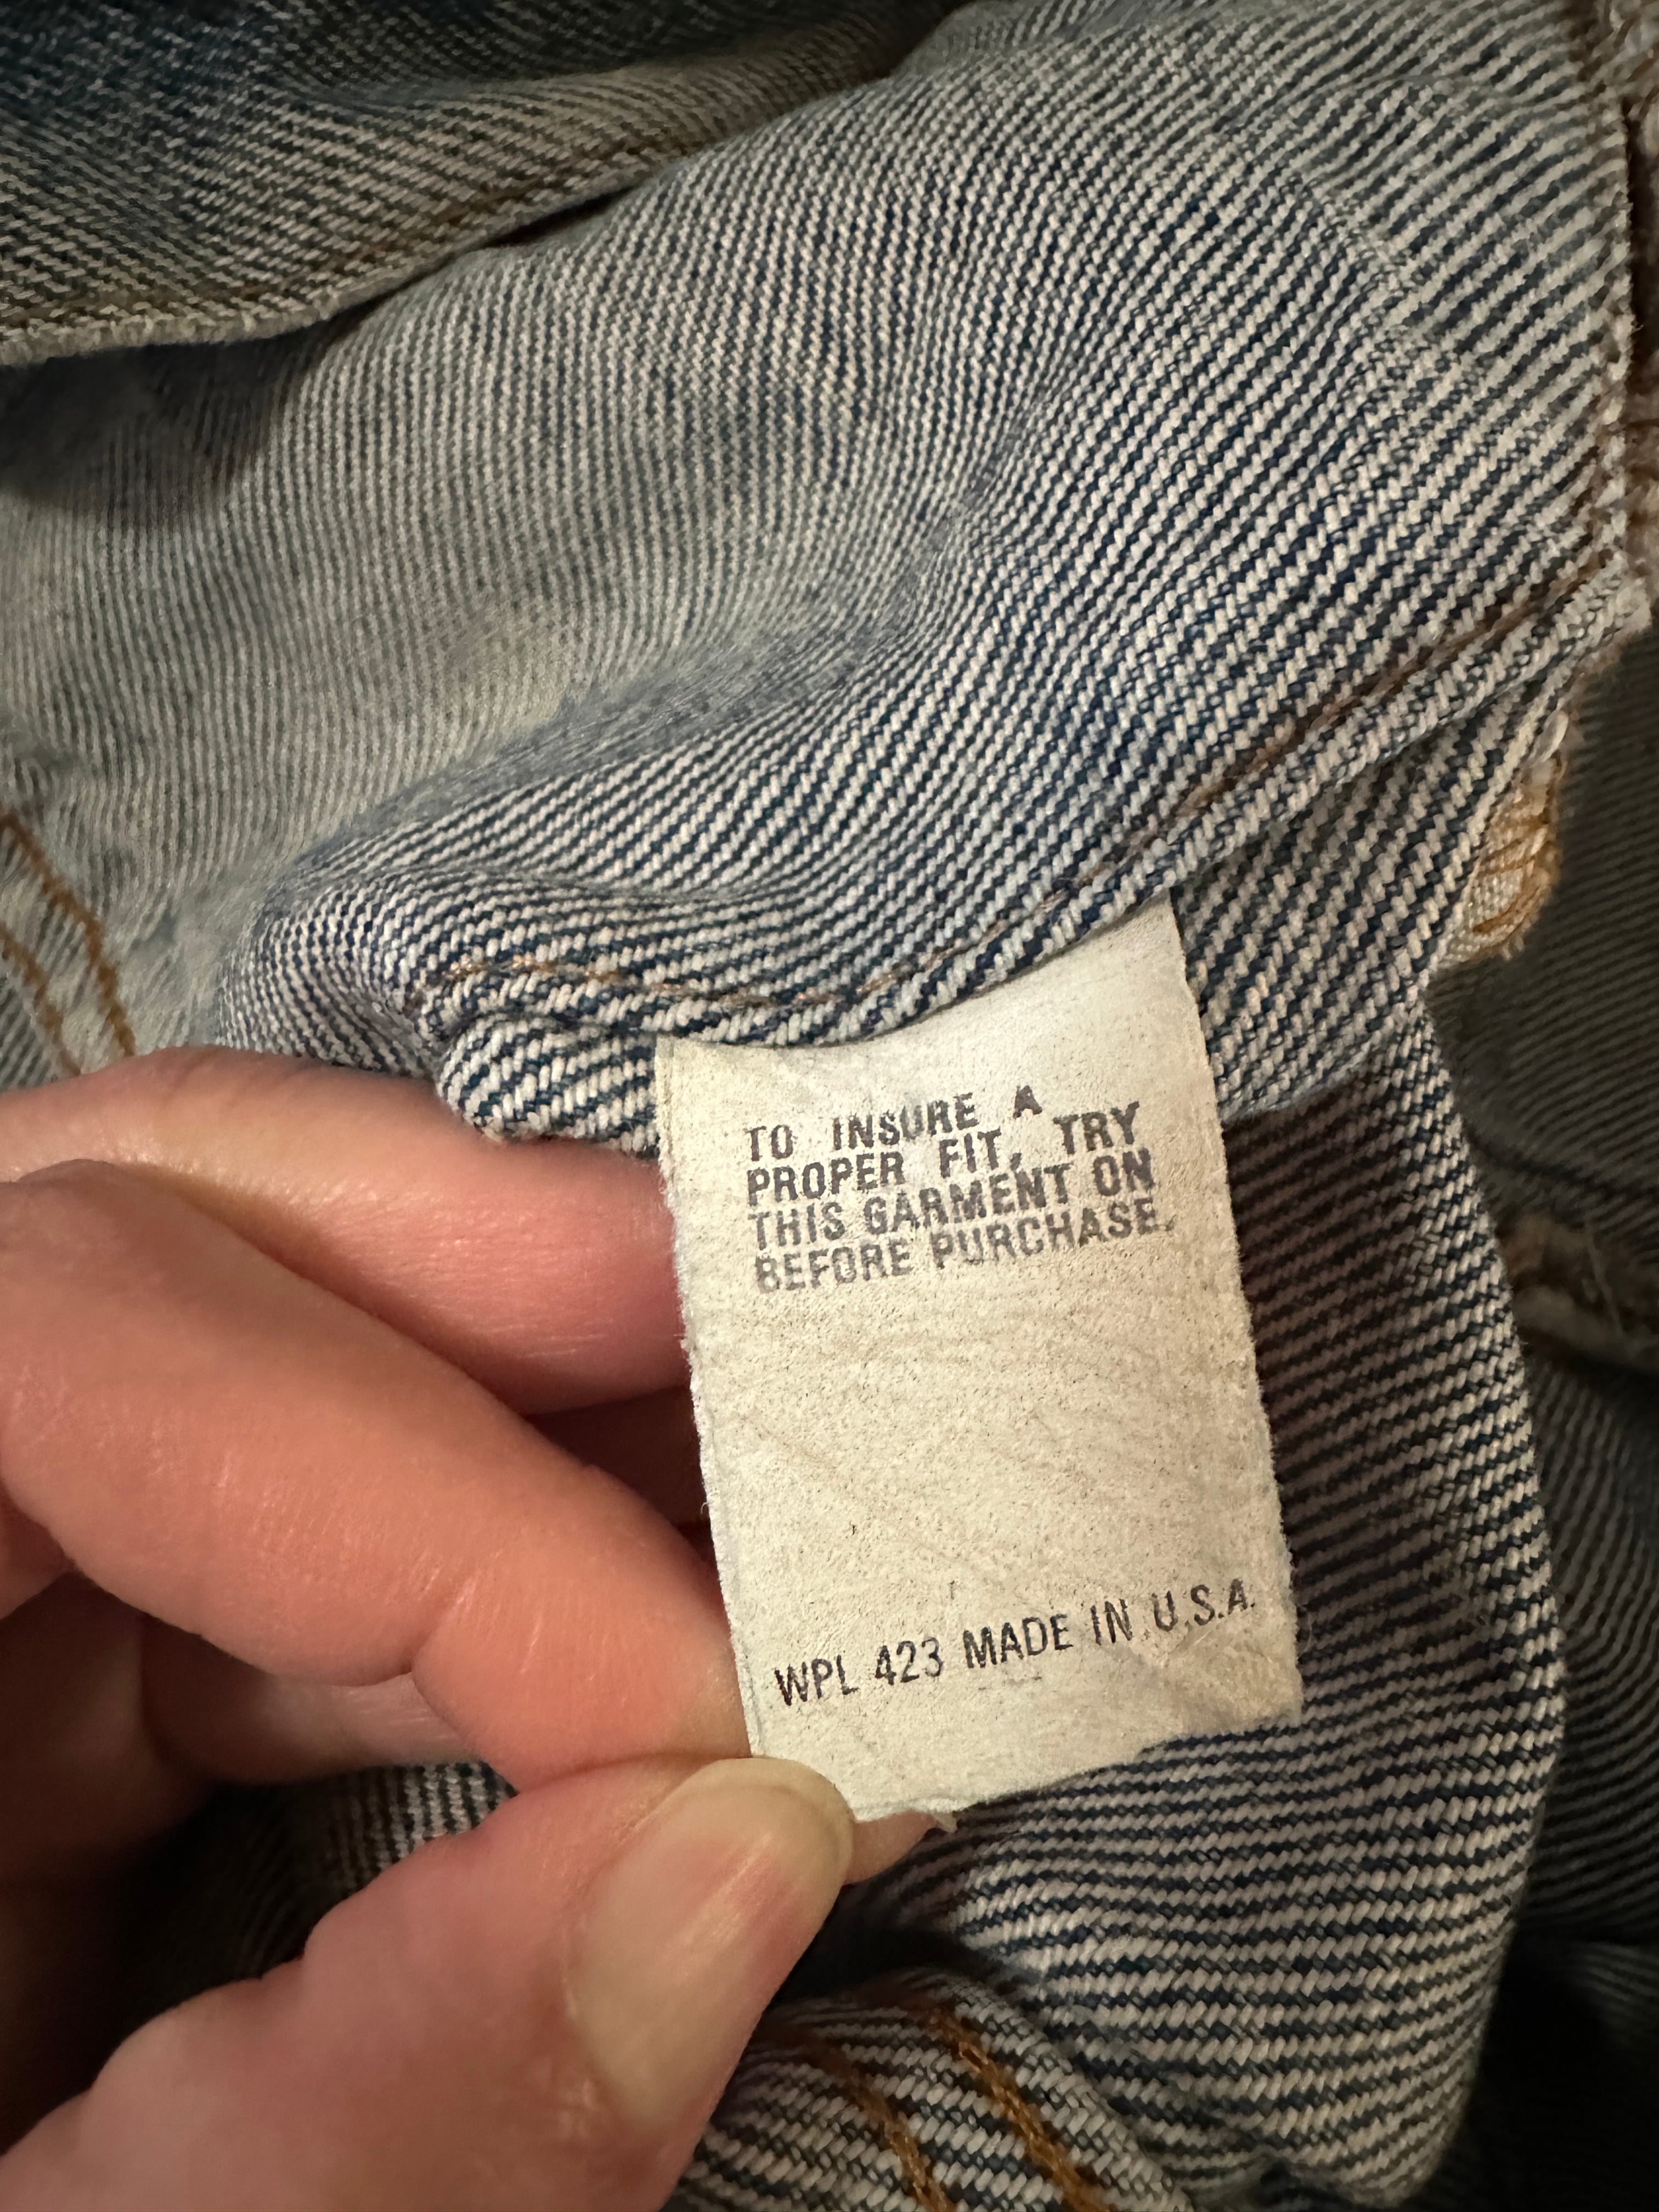 TO INSURE A
PROPER FIT, TRY
THIS GARMENT ON
BEFORE PURCHASE.
WPL 423 MADE IN U.S.A.